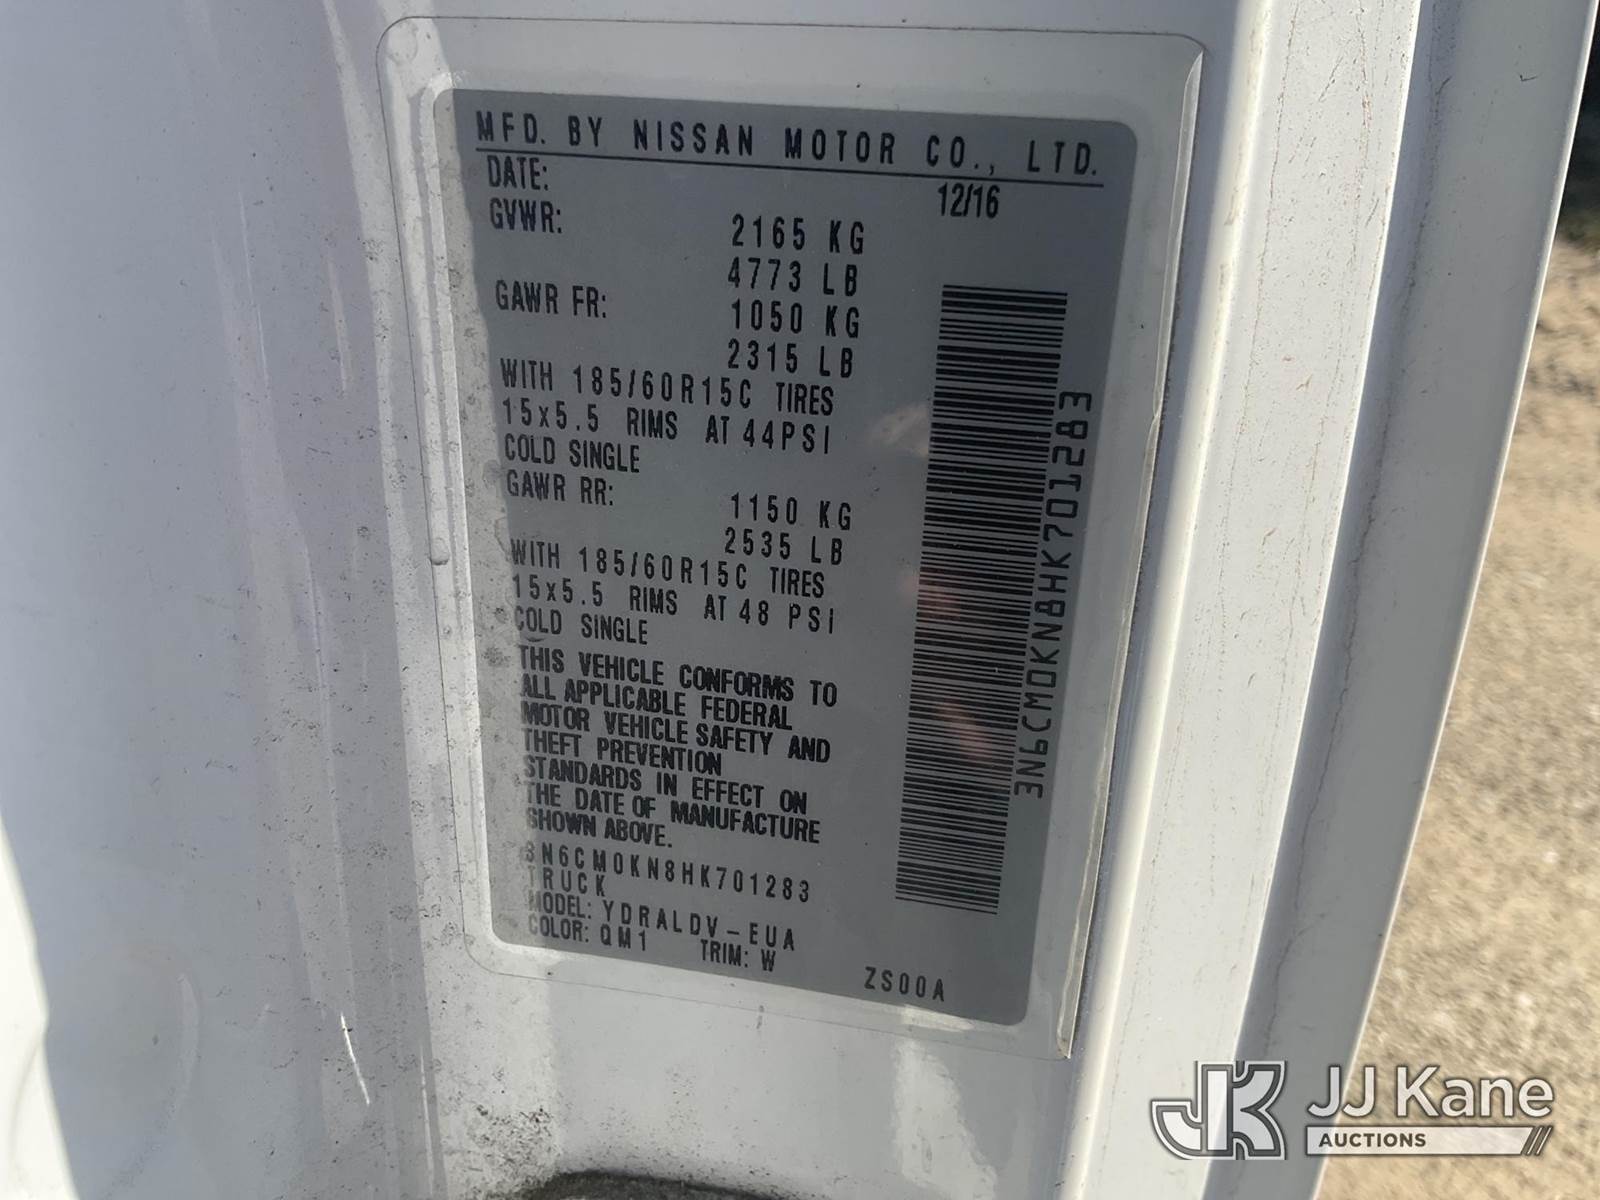 MFD. BY NISSAN MOTOR CO., LTD.
DATE: 12/16
GVWR: 2165 KG
4773 LB
GAWR FR: 1050 KG
2315 LB
WITH 185/60R15C TIRES
15x5.5 RIMS AT 44PSI
COLD SINGLE
GAWR RR: 1150 KG
2535 LB
WITH 185/60R15C TIRES
15x5.5 RIMS AT 48 PSI
COLD SINGLE
THIS VEHICLE CONFORMS TO
ALL APPLICABLE FEDERAL
MOTOR VEHICLE SAFETY AND
THEFT PREVENTION
STANDARDS IN EFFECT ON
THE DATE OF MANUFACTURE
SHOWN ABOVE.
3N6CM0KN8HK701283
TRUCK
MODEL: YDRALDV-EUA
COLOR: QM1 TRIM: W
ZS00A
3N6CM0KN8HK701283
JK JJ Kane
AUCTIONS